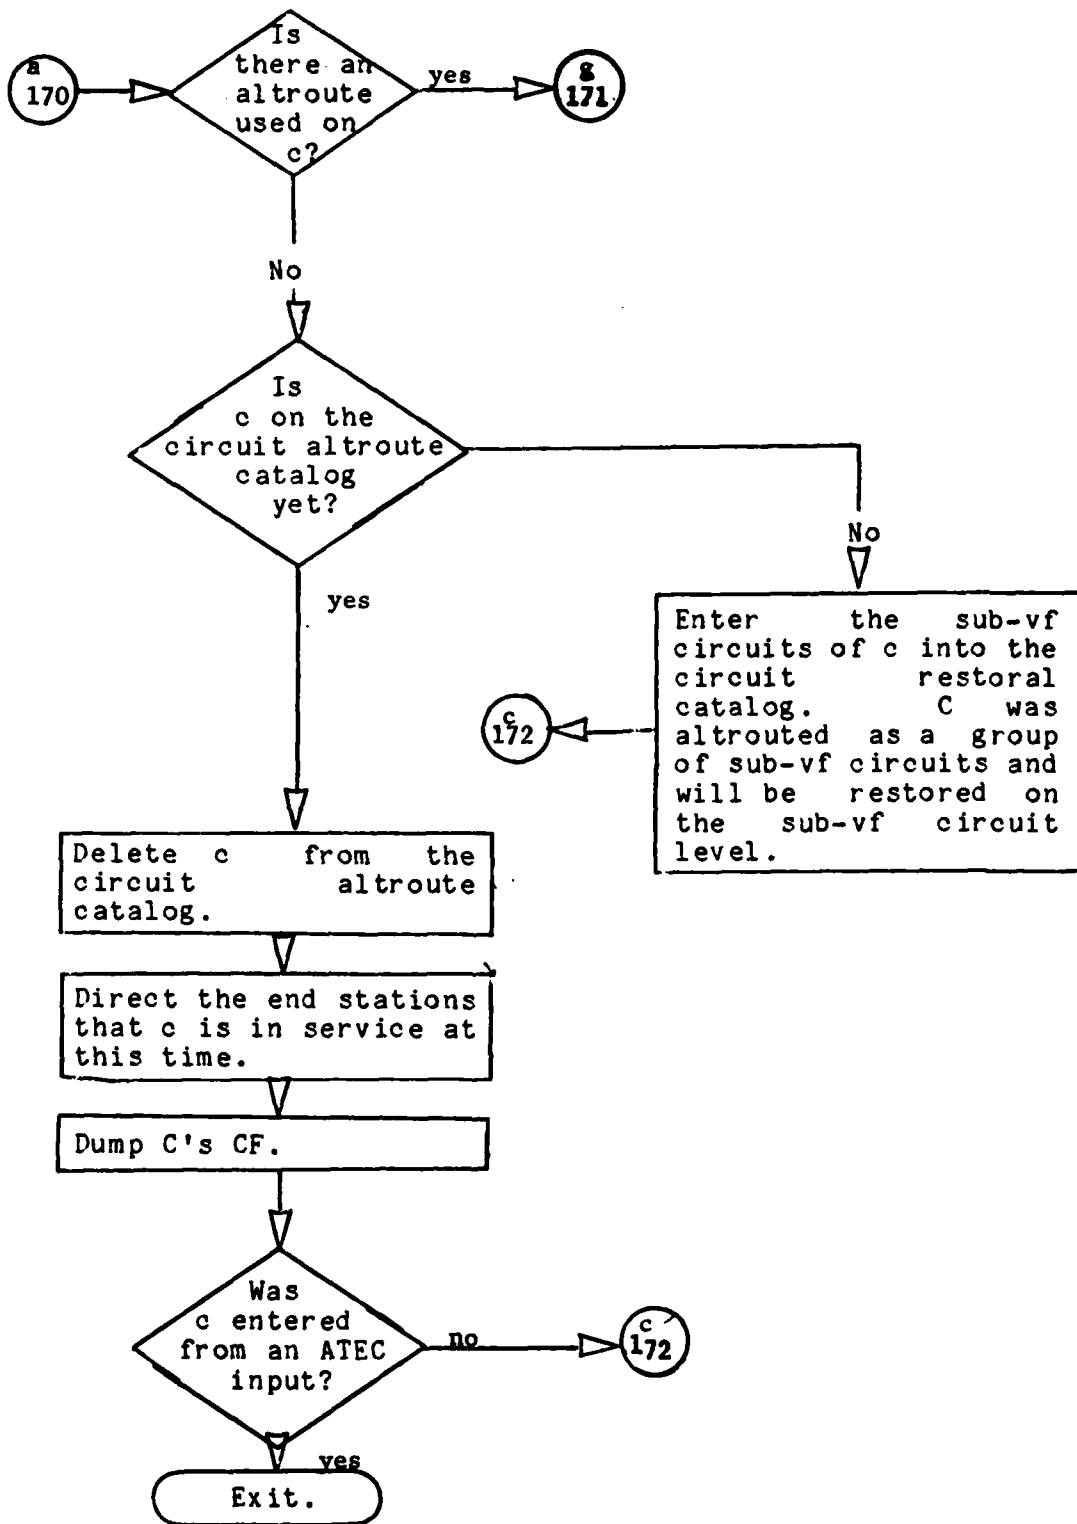 a
170
Is
there an
altroute
used on
c?
yes
g
171
No
Is
c on the
circuit altroute
catalog
yet?
No
yes
Enter the sub-vf
circuits of c into the
circuit restoral
catalog. C was
altrouted as a group
of sub-vf circuits and
will be restored on
the sub-vf circuit
level.
c
172
Delete c from the
circuit altroute
catalog.
Direct the end stations
that c is in service at
this time.
Dump C's CF.
Was
c entered
from an ATEC
input?
no
c
172
yes
Exit.